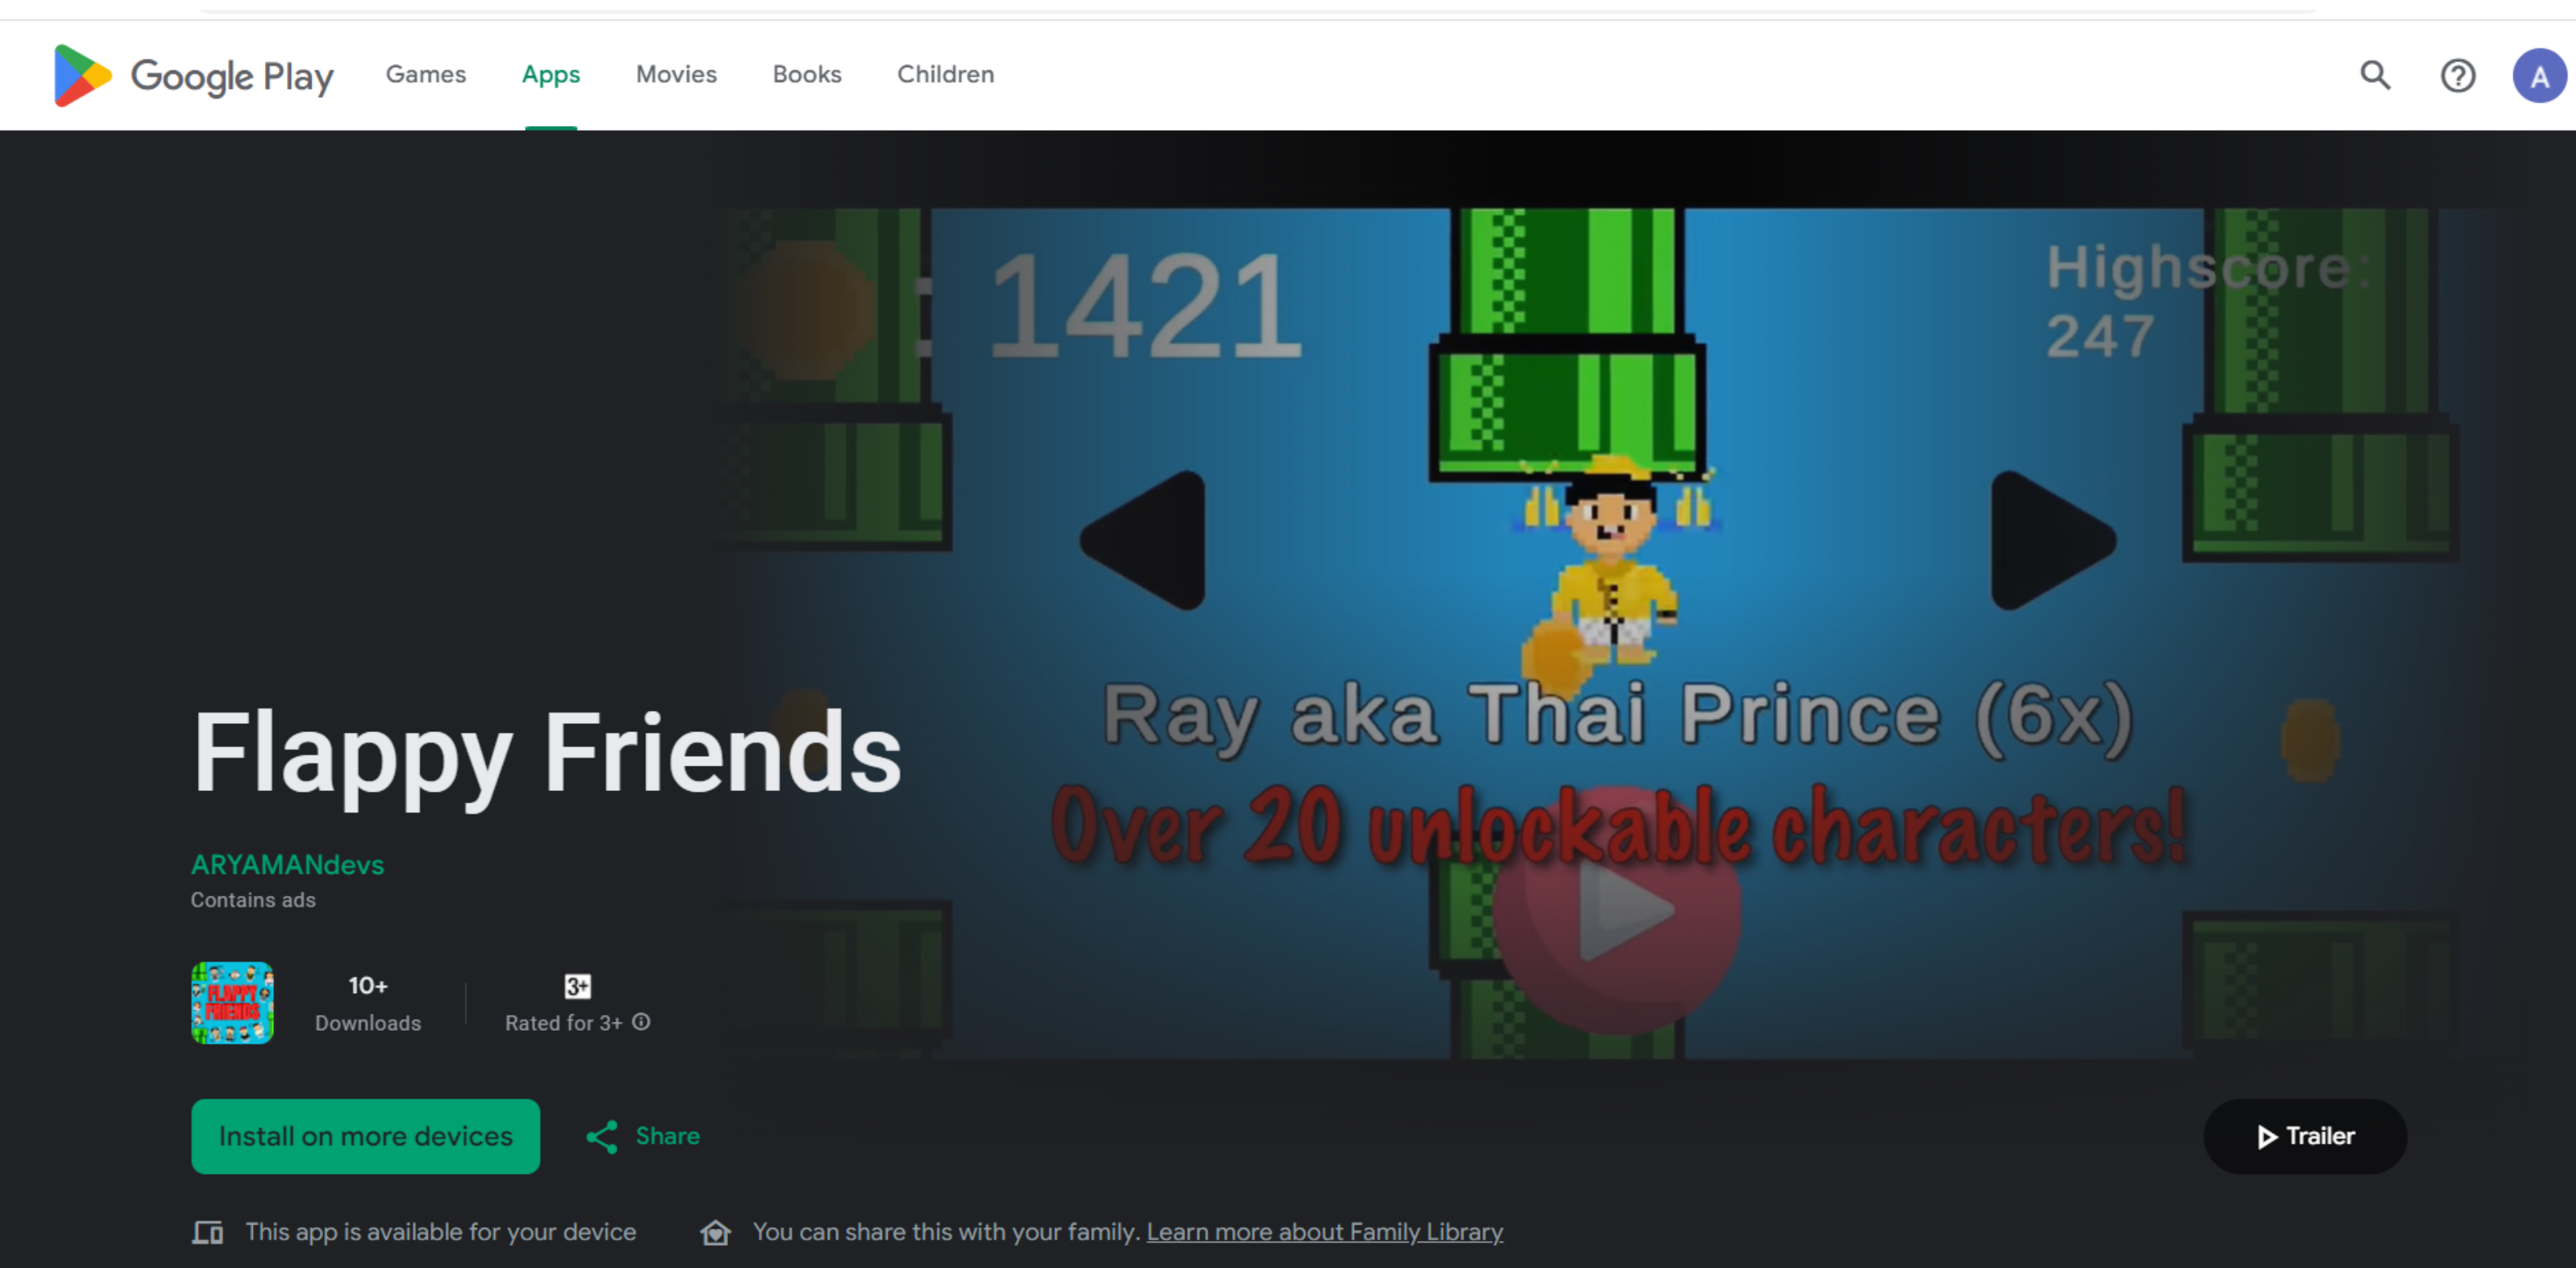 Google Play Games Apps Movies Books Children A
: 1421
Highscore:
247
Ray aka Thai Prince (6x)
Over 20 unlockable characters!
Flappy Friends
ARYAMANdevs
Contains ads
FLAPPY
FRIENDS
10+
Downloads
3+
Rated for 3+
Install on more devices
Share
Trailer
This app is available for your device
You can share this with your family. Learn more about Family Library